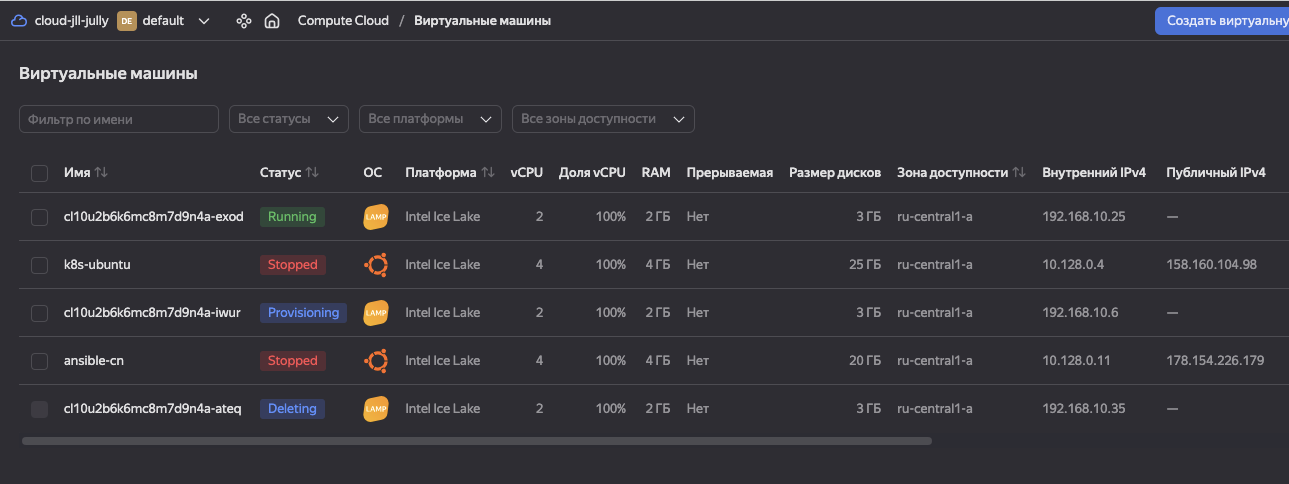 cloud-jll-jully DE default Compute Cloud / Виртуальные машины Создать виртуальну
Виртуальные машины
Фильтр по имени Все статусы Все платформы Все зоны доступности
Имя Статус ОС Платформа vCPU Доля vCPU RAM Прерываемая Размер дисков Зона доступности Внутренний IPv4 Публичный IPv4
cl10u2b6k6mc8m7d9n4a-exod Running LAMP Intel Ice Lake 2 100% 2 ГБ Нет 3 ГБ ru-central1-a 192.168.10.25 —
k8s-ubuntu Stopped Intel Ice Lake 4 100% 4 ГБ Нет 25 ГБ ru-central1-a 10.128.0.4 158.160.104.98
cl10u2b6k6mc8m7d9n4a-iwur Provisioning LAMP Intel Ice Lake 2 100% 2 ГБ Нет 3 ГБ ru-central1-a 192.168.10.6 —
ansible-cn Stopped Intel Ice Lake 4 100% 4 ГБ Нет 20 ГБ ru-central1-a 10.128.0.11 178.154.226.179
cl10u2b6k6mc8m7d9n4a-ateq Deleting LAMP Intel Ice Lake 2 100% 2 ГБ Нет 3 ГБ ru-central1-a 192.168.10.35 —